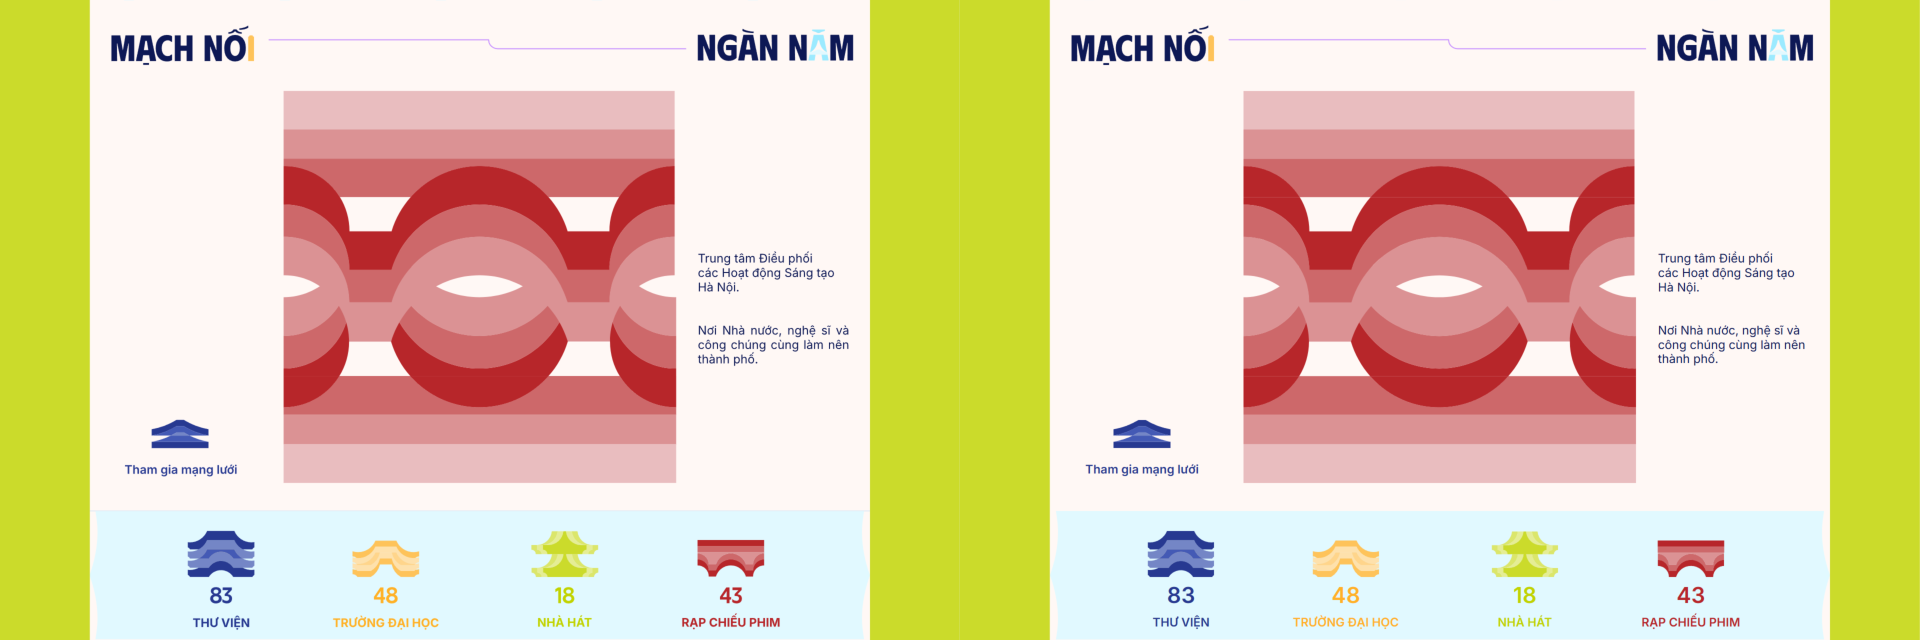 MẠCH NỐI
NGÀN NĂM
Trung tâm Điều phối
các Hoạt động Sáng tạo
Hà Nội.
Nơi Nhà nước, nghệ sĩ và
công chúng cùng làm nên
thành phố.
Tham gia mạng lưới
83
THƯ VIỆN
48
TRƯỜNG ĐẠI HỌC
18
NHÀ HÁT
43
RẠP CHIẾU PHIM
MẠCH NỐI
NGÀN NĂM
Trung tâm Điều phối
các Hoạt động Sáng tạo
Hà Nội.
Nơi Nhà nước, nghệ sĩ và
công chúng cùng làm nên
thành phố.
Tham gia mạng lưới
83
THƯ VIỆN
48
TRƯỜNG ĐẠI HỌC
18
NHÀ HÁT
43
RẠP CHIẾU PHIM